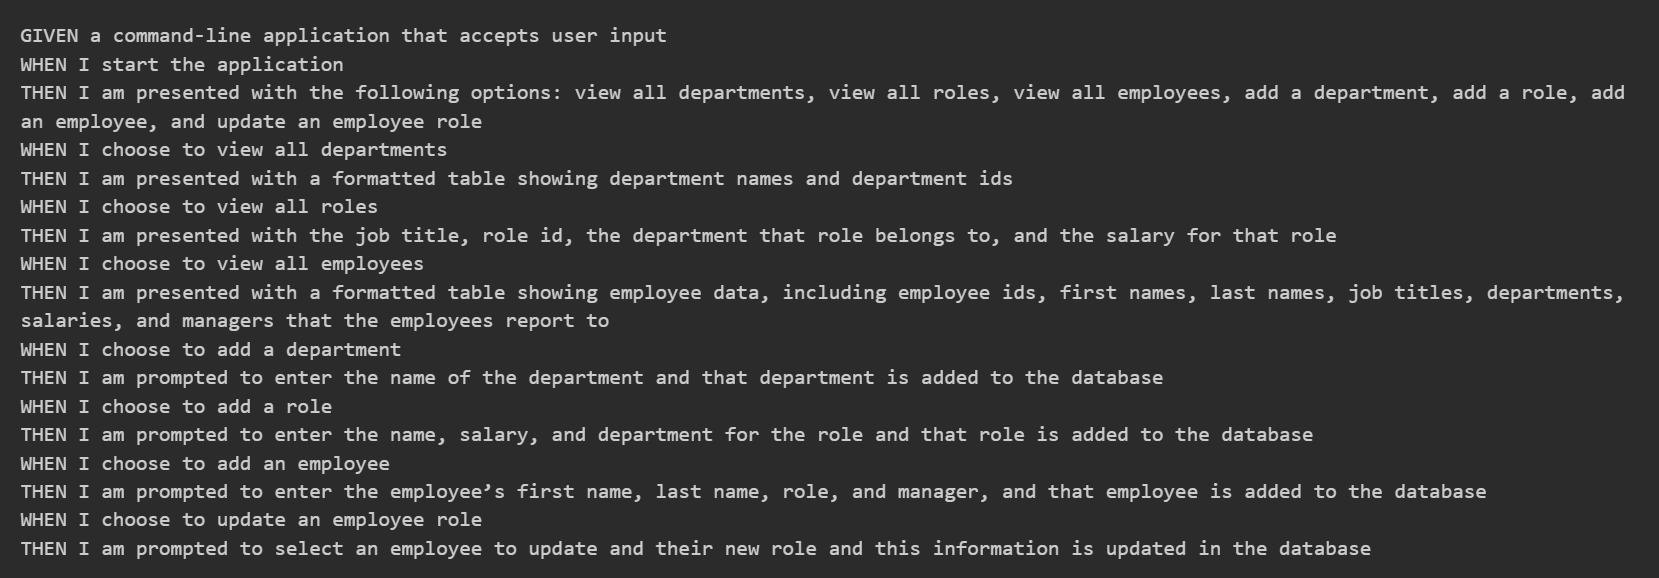 GIVEN a command-line application that accepts user input
WHEN I start the application
THEN I am presented with the following options: view all departments, view all roles, view all employees, add a department, add a role, add
an employee, and update an employee role
WHEN I choose to view all departments
THEN I am presented with a formatted table showing department names and department ids
WHEN I choose to view all roles
THEN I am presented with the job title, role id, the department that role belongs to, and the salary for that role
WHEN I choose to view all employees
THEN I am presented with a formatted table showing employee data, including employee ids, first names, last names, job titles, departments,
salaries, and managers that the employees report to
WHEN I choose to add a department
THEN I am prompted to enter the name of the department and that department is added to the database
WHEN I choose to add a role
THEN I am prompted to enter the name, salary, and department for the role and that role is added to the database
WHEN I choose to add an employee
THEN I am prompted to enter the employee’s first name, last name, role, and manager, and that employee is added to the database
WHEN I choose to update an employee role
THEN I am prompted to select an employee to update and their new role and this information is updated in the database